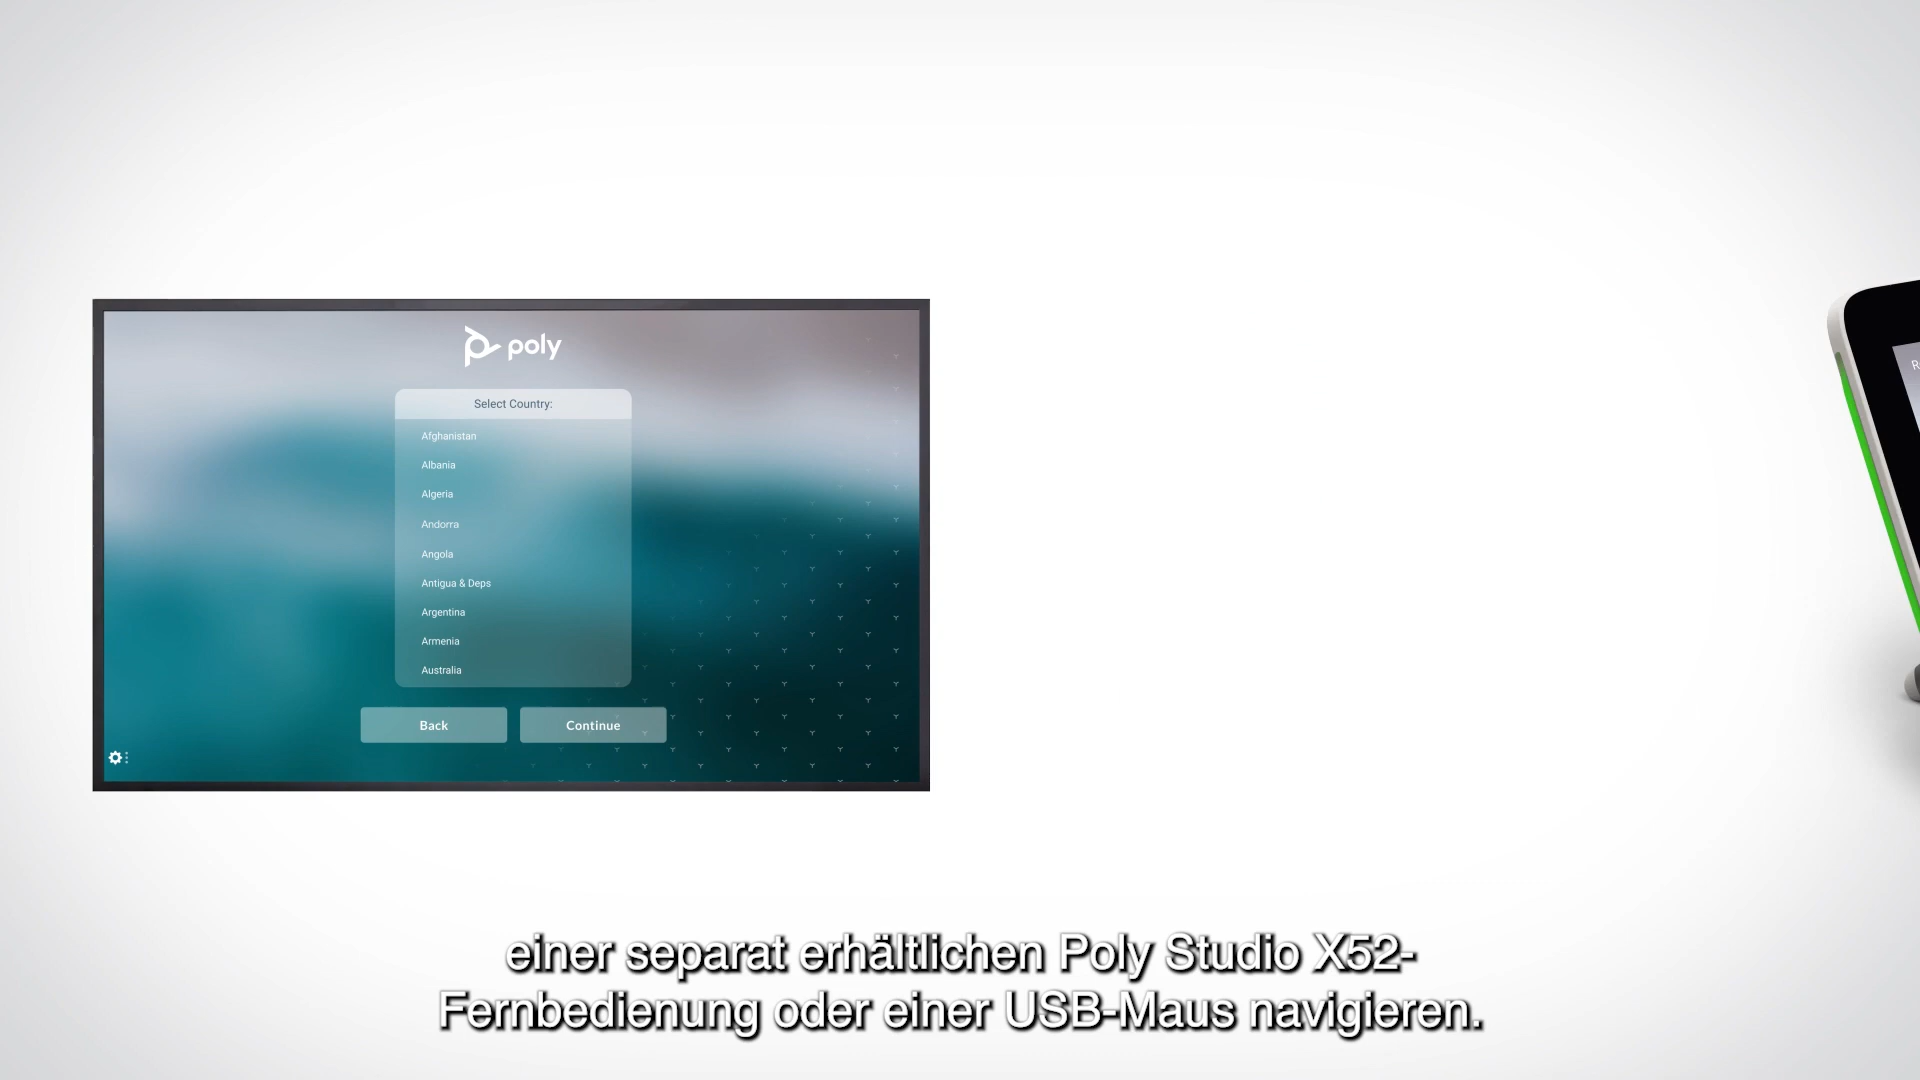 poly
Select Country:
Afghanistan
Albania
Algeria
Andorra
Angola
Antigua & Deps
Argentina
Armenia
Australia
Back
Continue
einer separat erhältlichen Poly Studio X52-
Fernbedienung oder einer USB-Maus navigieren.